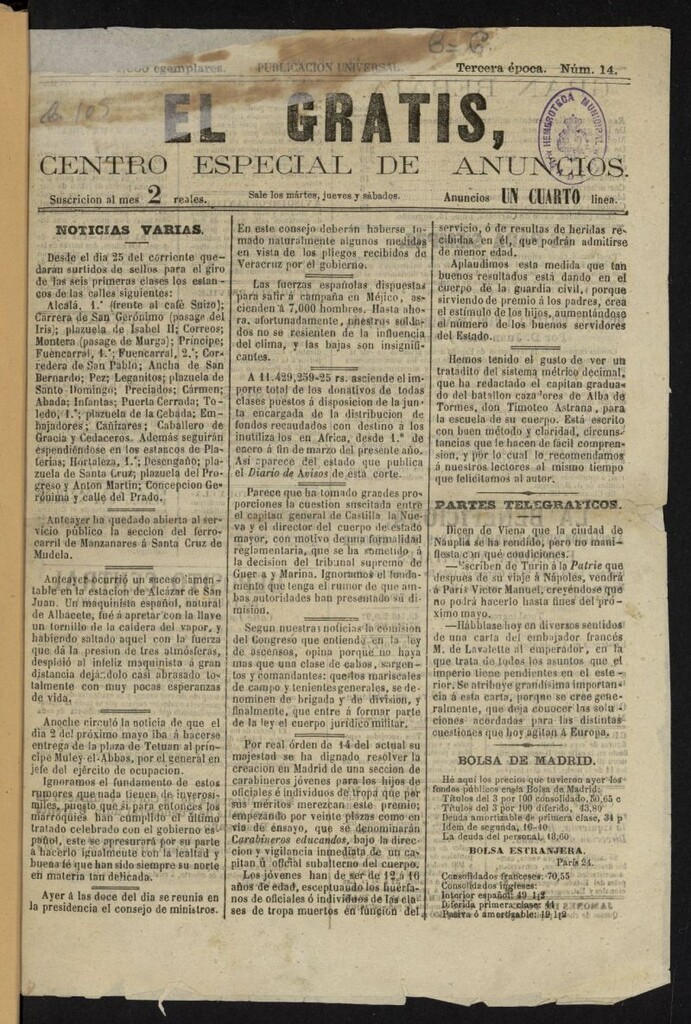 egemplares. PUBLICACION UNIVERSAL. Tercera época. Núm. 14.
EL GRATIS,
HEMEROTECA MUNICIPAL
CENTRO ESPECIAL DE ANUNCIOS.
Suscricion al mes 2 reales. Sale los mártes, jueves y sábados. Anuncios UN CUARTO linea.
NOTICIAS VARIAS.
Desde el dia 25 del corriente que-
darán surtidos de sellos para el giro
de las seis primeras clases los estan-
cos de las calles siguientes:
Alcalá, 1.° (frente al café Suizo);
Carrera de San Gerónimo (pasage del
Iris); plazuela de Isabel II; Correos;
Montera (pasage de Murga); Príncipe;
Fuencarral, 1.°; Fuencarral, 2.°; Cor-
redera de San Pablo; Ancha de San
Bernardo; Pez; Leganitos; plazuela de
Santo Domingo; Preciados; Cármen;
Abada; Infantas; Puerta Cerrada; To-
ledo, 1.°; plazuela de la Cebada; Em-
bajadores; Cañizares; Caballero de
Gracia y Cedaceros. Además seguirán
espendiéndose en los estancos de Pla-
terías; Hortaleza, 1.°; Desengaño; pla-
zuela de Santa Cruz; plazuela del Pro-
greso y Anton Martin; Concepcion Ge-
rónima y calle del Prado.
Anteayer ha quedado abierta al ser-
vicio público la seccion del ferro-
carril de Manzanares á Santa Cruz de
Mudela.
Anteayer ocurrió un suceso lamen-
table en la estacion de Alcázar de San
Juan. Un maquinista español, natural
de Albacete, fué á apretar con la llave
un tornillo de la caldera del vapor, y
habiendo saltado aquel con la fuerza
que dá la presion de tres atmósferas,
despidió al infeliz maquinista á gran
distancia dejándolo casi abrasado to-
talmente con muy pocas esperanzas
de vida.
Anoche circuló la noticia de que el
dia 2 del próximo mayo iba á hacerse
entrega de la plaza de Tetuan al prín-
cipe Muley-el-Abbas, por el general en
jefe del ejército de ocupacion.
Ignoramos el fundamento de estos
rumores que nada tienen de inverosí-
miles, puesto que si para entonces los
marroquíes han cumplido el último
tratado celebrado con el gobierno es-
pañol, este se apresurará por su parte
á hacerlo igualmente con la lealtad y
buena fé que han sido siempre su norte
en materia tan delicada.
Ayer á las doce del dia se reunia en
la presidencia el consejo de ministros.
En este consejo deberán haberse to-
mado naturalmente algunas medidas
en vista de los pliegos recibidos de
Veracruz por el gobierno.
Las fuerzas españolas dispuestas
para salir á campaña en Méjico, as-
cienden á 7,000 hombres. Hasta aho-
ra, afortunadamente, nuestros solda-
dos no se resienten de la influencia
del clima, y las bajas son insignifi-
cantes.
A 11.429,259-25 rs. asciende el im-
porte total de los donativos de todas
clases puestos á disposicion de la jun-
ta encargada de la distribucion de
fondos recaudados con destino á los
inutilizados en Africa, desde 1.° de
enero á fin de marzo del presente año.
Así aparece del estado que publica
el Diario de Avisos de esta corte.
Parece que ha tomado grandes pro-
porciones la cuestion suscitada entre
el capitan general de Castilla la Nue-
va y el director del cuerpo de estado
mayor, con motivo de una formalidad
reglamentaria, que se ha sometido á
la decision del tribunal supremo de
Guerra y Marina. Ignoramos el funda-
mento que tenga el rumor de que am-
bas autoridades han presentado su di-
mision.
Segun nuestras noticias la comision
del Congreso que entiende en la ley
de ascensos, opina porque no haya
mas que una clase de cabos, sargen-
tos y comandantes: que los mariscales
de campo y tenientes generales, se de-
nominen de brigada y de division, y
finalmente, que entre á formar parte
de la ley el cuerpo jurídico militar.
Por real órden de 14 del actual su
majestad se ha dignado resolver la
creacion en Madrid de una seccion de
carabineros jóvenes para los hijos de
oficiales é individuos de tropa que por
sus méritos merezcan este premio;
empezando por veinte plazas como en
via de ensayo, que se denominarán
Carabineros educandos, bajo la direc-
cion y vigilancia inmediata de un ca-
pitan ú oficial subalterno del cuerpo.
Los jóvenes han de ser de 12 á 16
años de edad, esceptuando los huérfa-
nos de oficiales ó individuos de las cla-
ses de tropa muertos en funcion del
servicio, ó de resultas de heridas re-
cibidas en él, que podrán admitirse
de menor edad.
Aplaudimos esta medida que tan
buenos resultados está dando en el
cuerpo de la guardia civil, porque
sirviendo de premio á los padres, crea
el estímulo de los hijos, aumentándose
el número de los buenos servidores
del Estado.
Hemos tenido el gusto de ver un
tratadito del sistema métrico decimal,
que ha redactado el capitan gradua-
do del batallon cazadores de Alba de
Tormes, don Timoteo Astrana, para
la escuela de su cuerpo. Está escrito
con buen método y claridad, circuns-
tancias que le hacen de fácil compren-
sion, y por lo cual lo recomendamos
á nuestros lectores al mismo tiempo
que felicitamos al autor.
PARTES TELEGRAFICOS.
Dicen de Viena que la ciudad de
Náuplia se ha rendido, pero no mani-
fiesta con qué condiciones.
—Escriben de Turin á la Patrie que
despues de su viaje á Nápoles, vendrá
á París Victor Manuel, creyéndose que
no podrá hacerlo hasta fines del pró-
ximo mayo.
—Háblase hoy en diversos sentidos
de una carta del embajador francés
M. de Lavalette al emperador, en la
que trata de todos los asuntos que el
imperio tiene pendientes en el este-
rior. Se atribuye grandísima importan-
cia á esta carta, porque se cree gene-
ralmente, que deja conocer las solu-
ciones acordadas para las distintas
cuestiones que hoy agitan á Europa.
BOLSA DE MADRID.
Hé aquí los precios que tuvieron ayer los
fondos públicos en la Bolsa de Madrid:
Títulos del 3 por 100 consolidado, 50,65 c
Títulos del 3 por 100 diferido, 43,80
Deuda amortizable de primera clase, 34 p
Idem de segunda, 16-40
La deuda del personal, 18,60
BOLSA ESTRANJERA.
París 24.
Consolidados franceses: 70,55
Consolidados ingleses:
Interior español: 49 1|2
Diferida primera clase: 44
Pasiva ó amortizable: 19 1|2